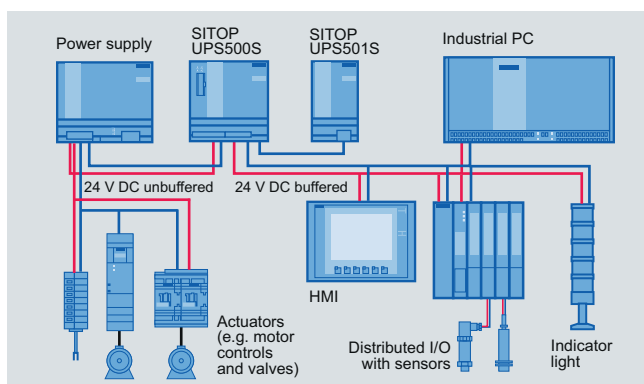 Power supply
SITOP
UPS500S
SITOP
UPS501S
Industrial PC
24 V DC unbuffered
24 V DC buffered
HMI
Actuators
(e.g. motor
controls
and valves)
Distributed I/O
with sensors
Indicator
light